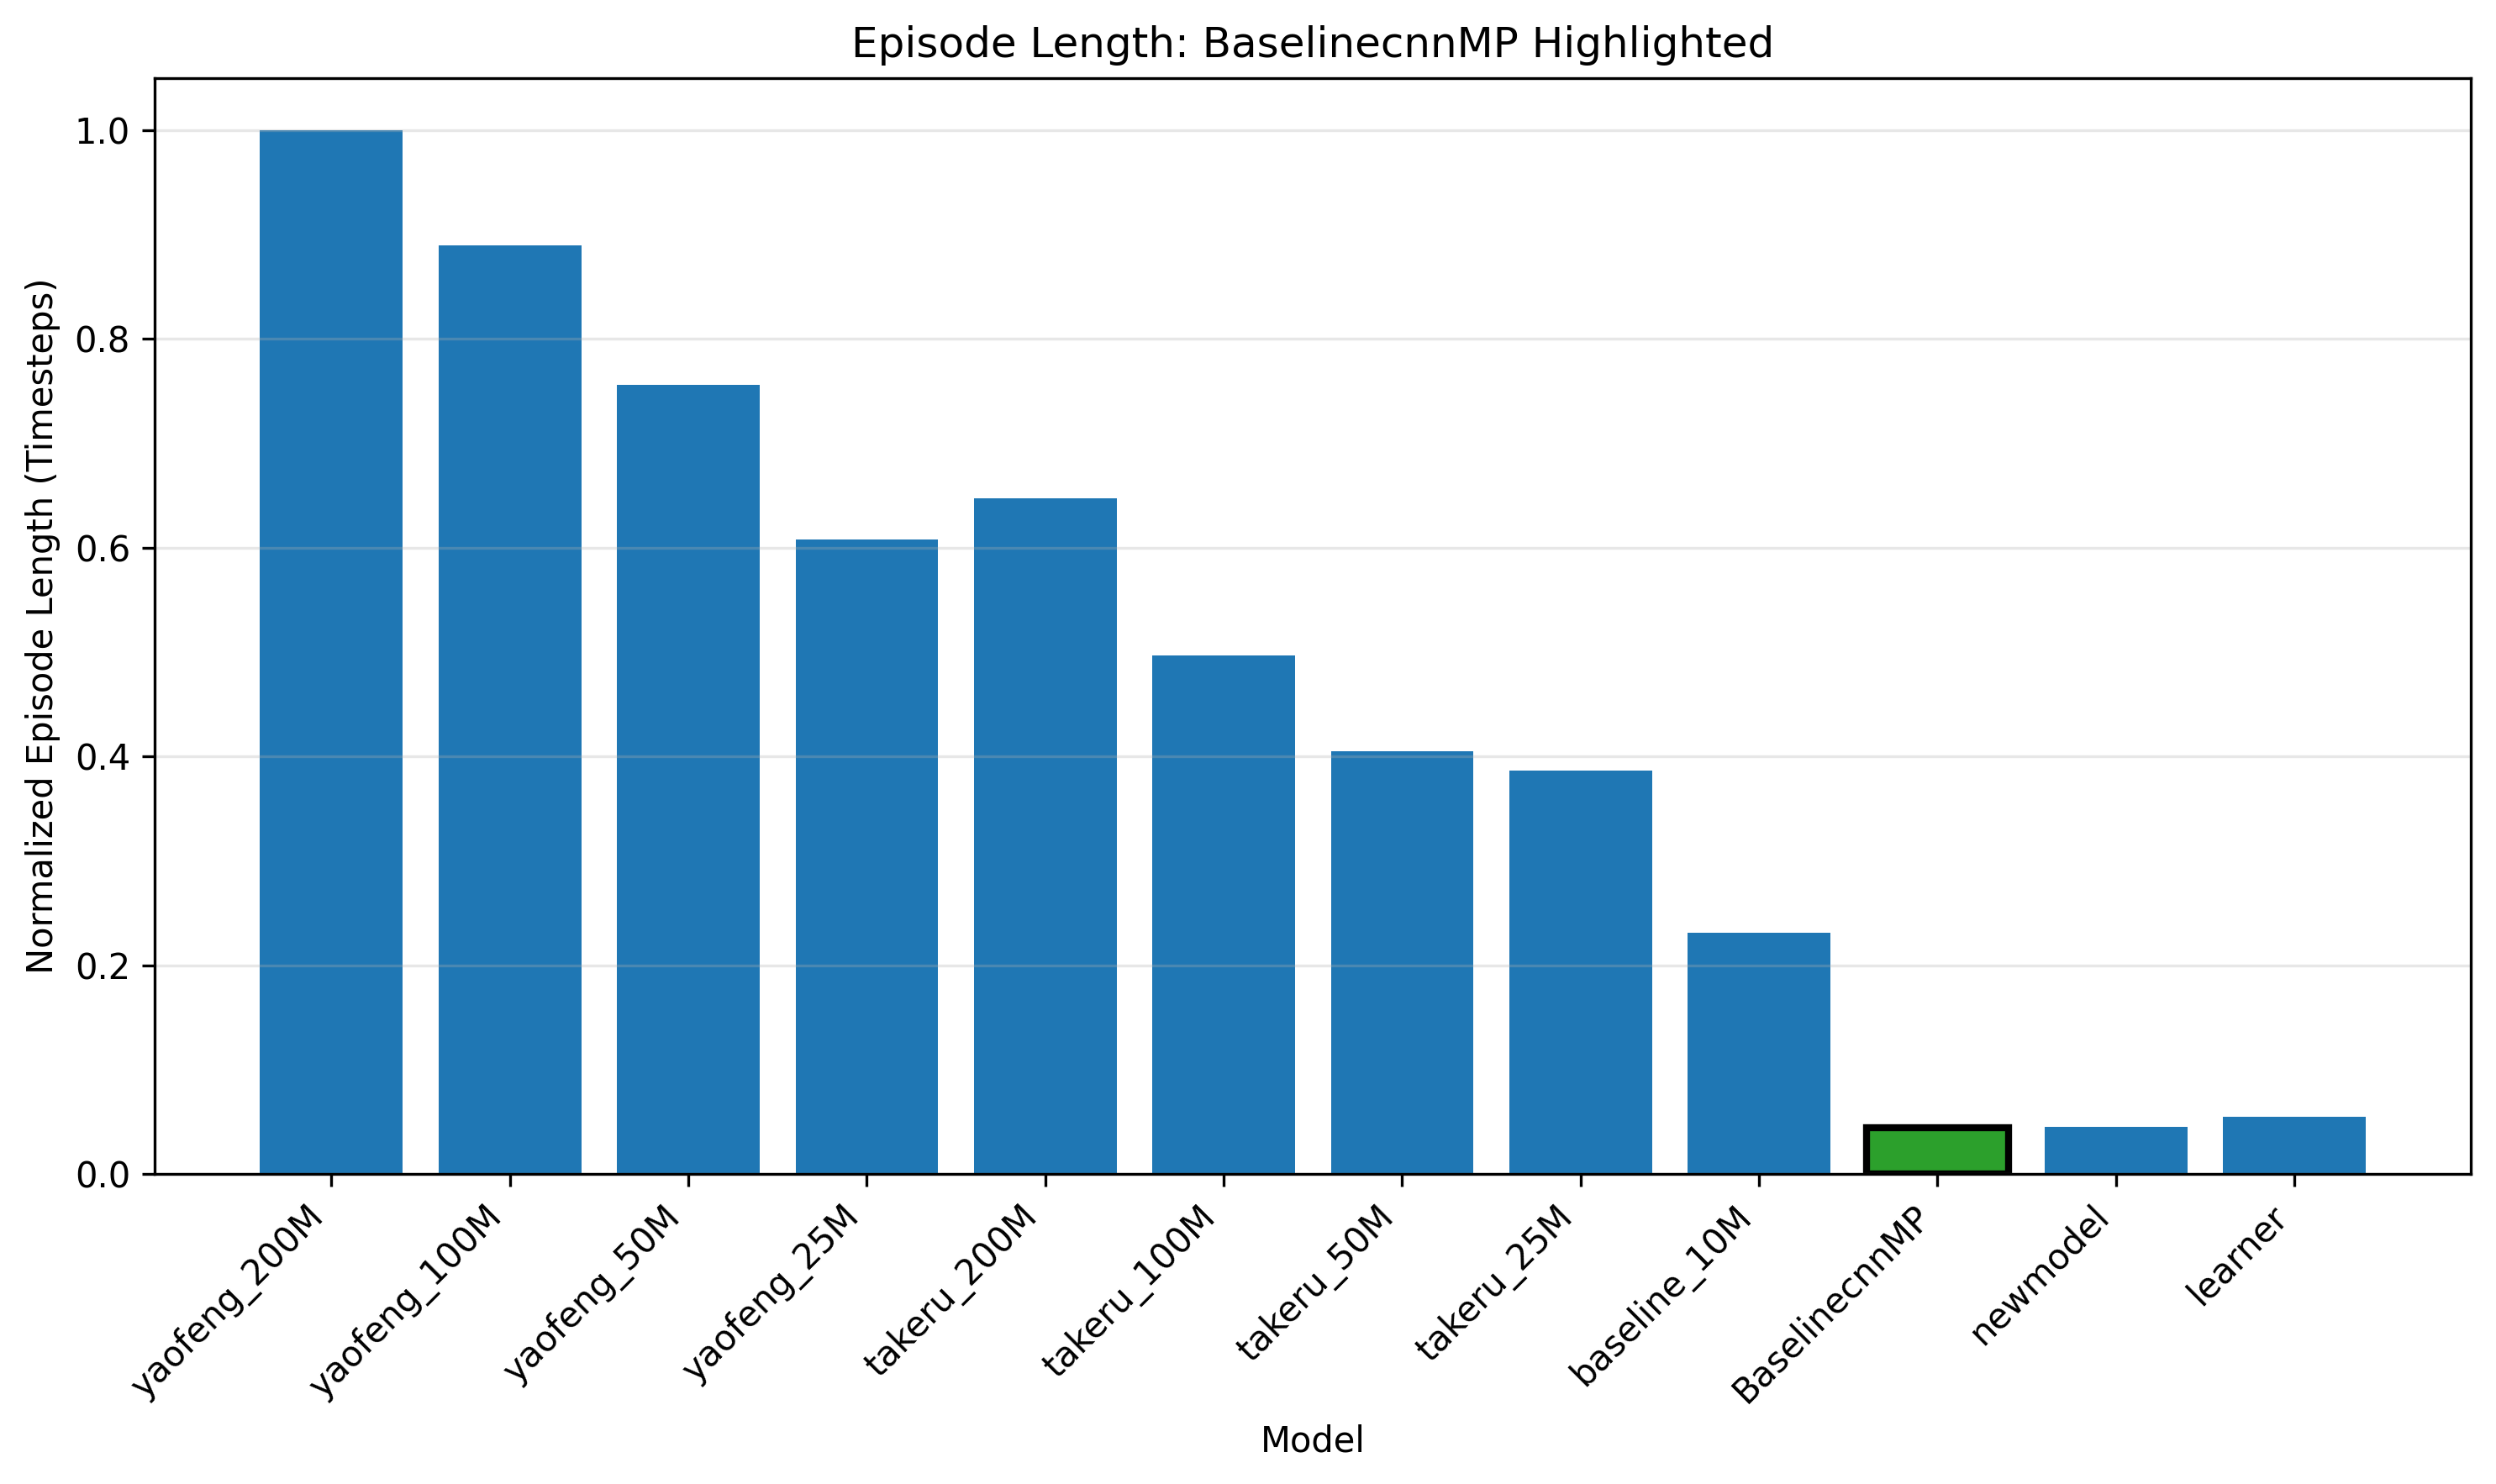 Episode Length: BaselinecnnMP Highlighted
Normalized Episode Length (Timesteps)
1.0
0.8
0.6
0.4
0.2
0.0
yaofeng_200M
yaofeng_100M
yaofeng_50M
yaofeng_25M
takeru_200M
takeru_100M
takeru_50M
takeru_25M
baseline_10M
BaselinecnnMP
newmodel
learner
Model